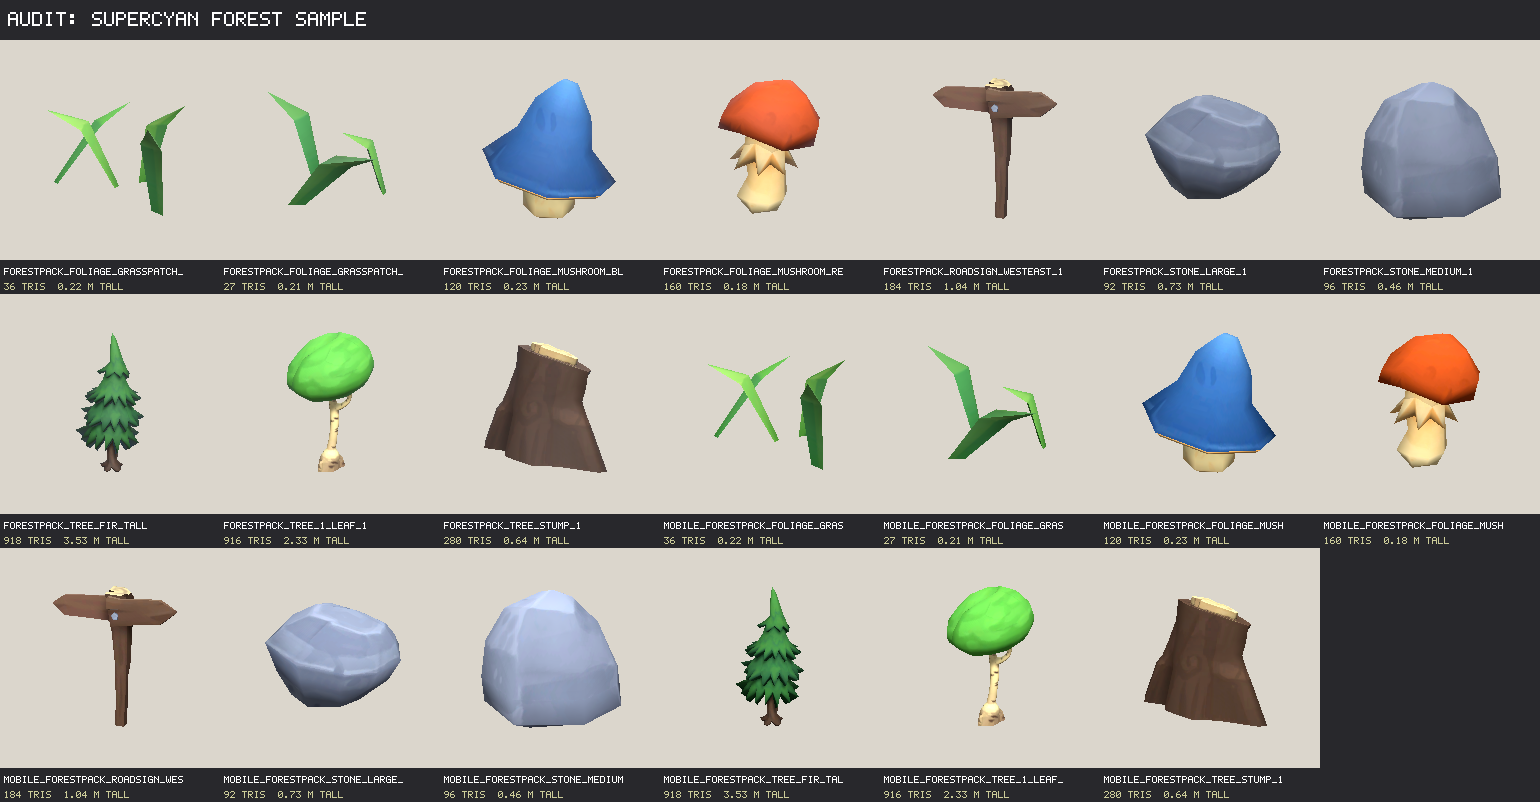 AUDIT: SUPERCYAN FOREST SAMPLE
FORESTPACK_FOLIAGE_GRASSPATCH_
36 TRIS 0.22 M TALL
FORESTPACK_FOLIAGE_GRASSPATCH_
27 TRIS 0.21 M TALL
FORESTPACK_FOLIAGE_MUSHROOM_BL
120 TRIS 0.23 M TALL
FORESTPACK_FOLIAGE_MUSHROOM_RE
160 TRIS 0.18 M TALL
FORESTPACK_ROADSIGN_WESTEAST_1
184 TRIS 1.04 M TALL
FORESTPACK_STONE_LARGE_1
92 TRIS 0.73 M TALL
FORESTPACK_STONE_MEDIUM_1
96 TRIS 0.46 M TALL
FORESTPACK_TREE_FIR_TALL
918 TRIS 3.53 M TALL
FORESTPACK_TREE_1_LEAF_1
916 TRIS 2.33 M TALL
FORESTPACK_TREE_STUMP_1
280 TRIS 0.64 M TALL
MOBILE_FORESTPACK_FOLIAGE_GRAS
36 TRIS 0.22 M TALL
MOBILE_FORESTPACK_FOLIAGE_GRAS
27 TRIS 0.21 M TALL
MOBILE_FORESTPACK_FOLIAGE_MUSH
120 TRIS 0.23 M TALL
MOBILE_FORESTPACK_FOLIAGE_MUSH
160 TRIS 0.18 M TALL
MOBILE_FORESTPACK_ROADSIGN_WES
184 TRIS 1.04 M TALL
MOBILE_FORESTPACK_STONE_LARGE_
92 TRIS 0.73 M TALL
MOBILE_FORESTPACK_STONE_MEDIUM
96 TRIS 0.46 M TALL
MOBILE_FORESTPACK_TREE_FIR_TAL
918 TRIS 3.53 M TALL
MOBILE_FORESTPACK_TREE_1_LEAF_
916 TRIS 2.33 M TALL
MOBILE_FORESTPACK_TREE_STUMP_1
280 TRIS 0.64 M TALL